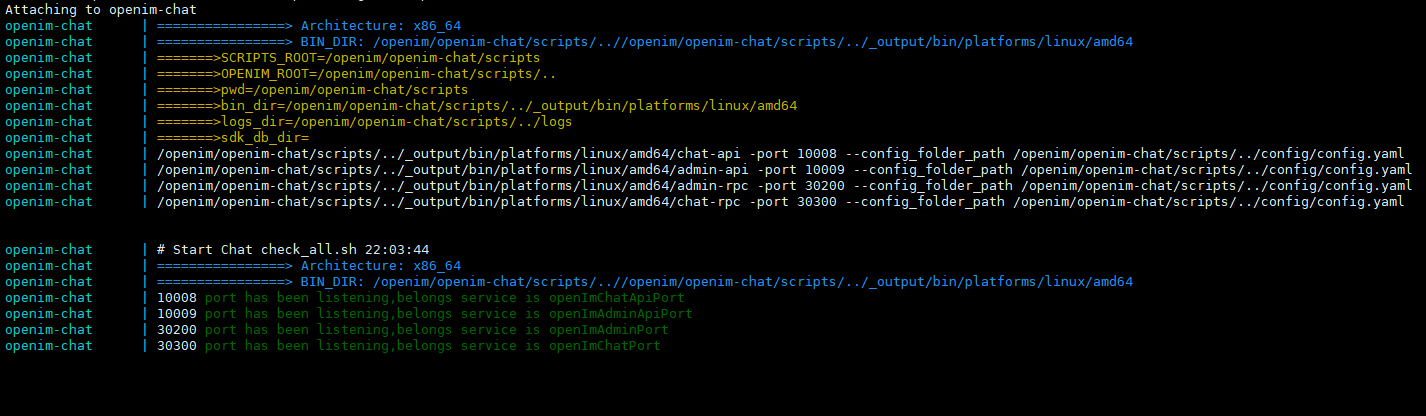 Attaching to openim-chat
openim-chat | ================> Architecture: x86_64
openim-chat | ================> BIN_DIR: /openim/openim-chat/scripts/..//openim/openim-chat/scripts/../_output/bin/platforms/linux/amd64
openim-chat | =======>SCRIPTS_ROOT=/openim/openim-chat/scripts
openim-chat | =======>OPENIM_ROOT=/openim/openim-chat/scripts/..
openim-chat | =======>pwd=/openim/openim-chat/scripts
openim-chat | =======>bin_dir=/openim/openim-chat/scripts/../_output/bin/platforms/linux/amd64
openim-chat | =======>logs_dir=/openim/openim-chat/scripts/../logs
openim-chat | =======>sdk_db_dir=
openim-chat | /openim/openim-chat/scripts/../_output/bin/platforms/linux/amd64/chat-api -port 10008 --config_folder_path /openim/openim-chat/scripts/../config/config.yaml
openim-chat | /openim/openim-chat/scripts/../_output/bin/platforms/linux/amd64/admin-api -port 10009 --config_folder_path /openim/openim-chat/scripts/../config/config.yaml
openim-chat | /openim/openim-chat/scripts/../_output/bin/platforms/linux/amd64/admin-rpc -port 30200 --config_folder_path /openim/openim-chat/scripts/../config/config.yaml
openim-chat | /openim/openim-chat/scripts/../_output/bin/platforms/linux/amd64/chat-rpc -port 30300 --config_folder_path /openim/openim-chat/scripts/../config/config.yaml
openim-chat | # Start Chat check_all.sh 22:03:44
openim-chat | ================> Architecture: x86_64
openim-chat | ================> BIN_DIR: /openim/openim-chat/scripts/..//openim/openim-chat/scripts/../_output/bin/platforms/linux/amd64
openim-chat | 10008 port has been listening,belongs service is openImChatApiPort
openim-chat | 10009 port has been listening,belongs service is openImAdminApiPort
openim-chat | 30200 port has been listening,belongs service is openImAdminPort
openim-chat | 30300 port has been listening,belongs service is openImChatPort